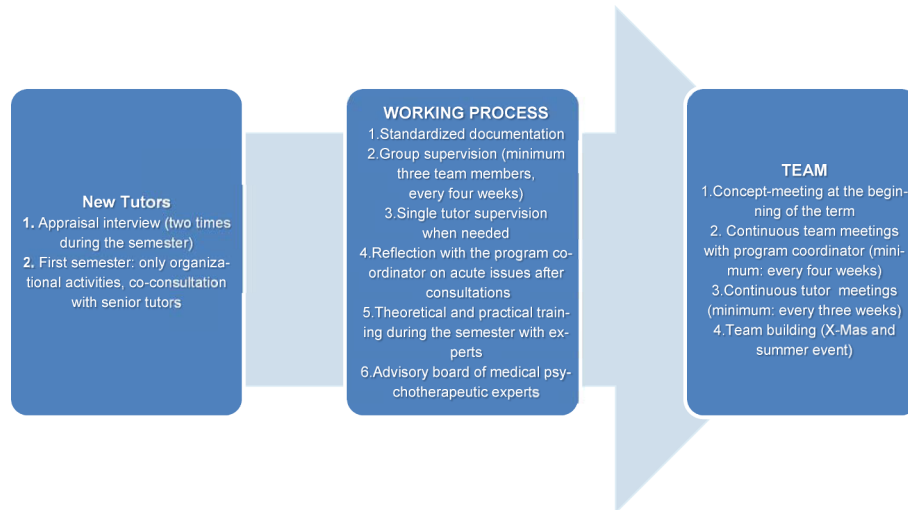 New Tutors
1. Appraisal interview (two times
during the semester)
2. First semester: only organiza-
tional activities, co-consultation
with senior tutors
WORKING PROCESS
1.Standardized documentation
2.Group supervision (minimum
three team members,
every four weeks)
3.Single tutor supervision
when needed
4.Reflection with the program co-
ordinator on acute issues after
consultations
5.Theoretical and practical train-
ing during the semester with ex-
perts
6.Advisory board of medical psy-
chotherapeutic experts
TEAM
1.Concept-meeting at the begin-
ning of the term
2. Continuous team meetings
with program coordinator (mini-
mum: every four weeks)
3.Continuous tutor meetings
(minimum: every three weeks)
4.Team building (X-Mas and
summer event)